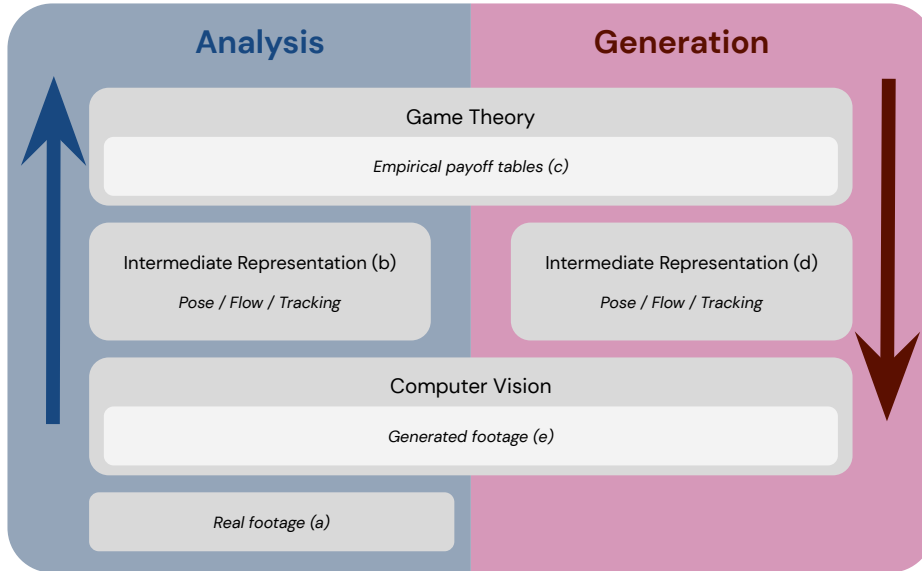 Analysis
Generation
Game Theory
Empirical payoff tables (c)
Intermediate Representation (b)
Pose / Flow / Tracking
Intermediate Representation (d)
Pose / Flow / Tracking
Computer Vision
Generated footage (e)
Real footage (a)